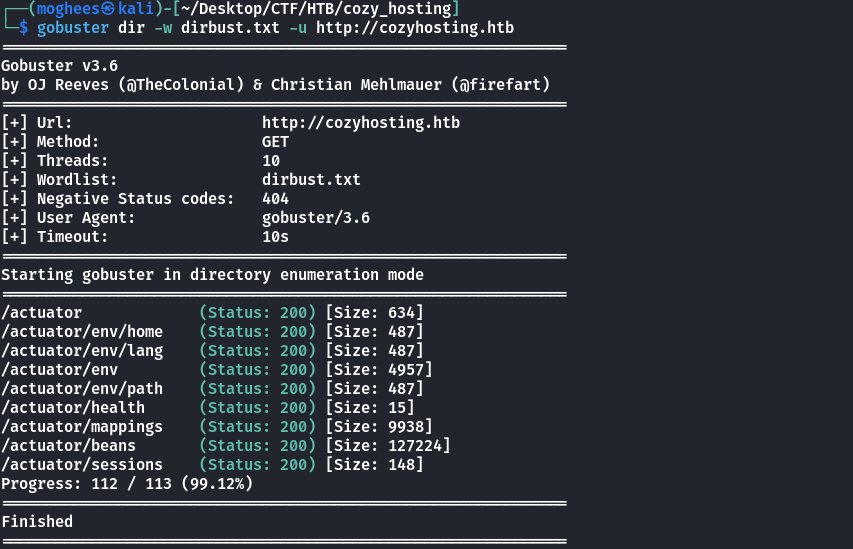 ┌──(moghees㉿kali)-[~/Desktop/CTF/HTB/cozy_hosting]
└─$ gobuster dir -w dirbust.txt -u http://cozyhosting.htb
===============================================================
Gobuster v3.6
by OJ Reeves (@TheColonial) & Christian Mehlmauer (@firefart)
===============================================================
[+] Url:                     http://cozyhosting.htb
[+] Method:                  GET
[+] Threads:                 10
[+] Wordlist:                dirbust.txt
[+] Negative Status codes:   404
[+] User Agent:              gobuster/3.6
[+] Timeout:                 10s
===============================================================
Starting gobuster in directory enumeration mode
===============================================================
/actuator             (Status: 200) [Size: 634]
/actuator/env/home    (Status: 200) [Size: 487]
/actuator/env/lang    (Status: 200) [Size: 487]
/actuator/env         (Status: 200) [Size: 4957]
/actuator/env/path    (Status: 200) [Size: 487]
/actuator/health      (Status: 200) [Size: 15]
/actuator/mappings    (Status: 200) [Size: 9938]
/actuator/beans       (Status: 200) [Size: 127224]
/actuator/sessions    (Status: 200) [Size: 148]
Progress: 112 / 113 (99.12%)
===============================================================
Finished
===============================================================